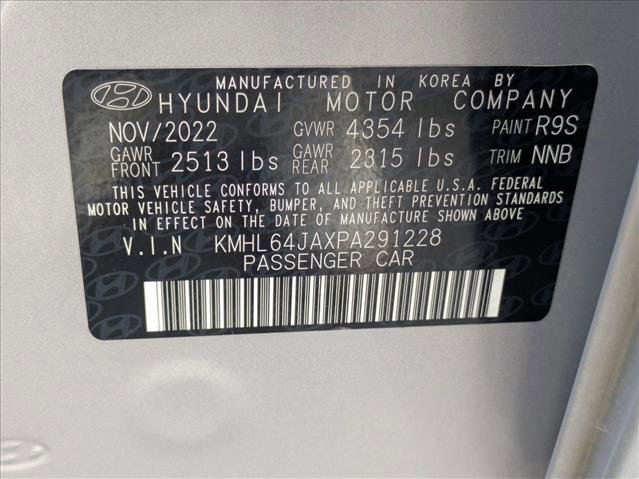 MANUFACTURED IN KOREA BY
HYUNDAI MOTOR COMPANY
NOV/2022 GVWR 4354 lbs PAINT R9S
GAWR FRONT 2513 lbs GAWR REAR 2315 lbs TRIM NNB
THIS VEHICLE CONFORMS TO ALL APPLICABLE U.S.A. FEDERAL
MOTOR VEHICLE SAFETY, BUMPER, AND THEFT PREVENTION STANDARDS
IN EFFECT ON THE DATE OF MANUFACTURE SHOWN ABOVE
V.I.N KMHL64JAXPA291228
PASSENGER CAR